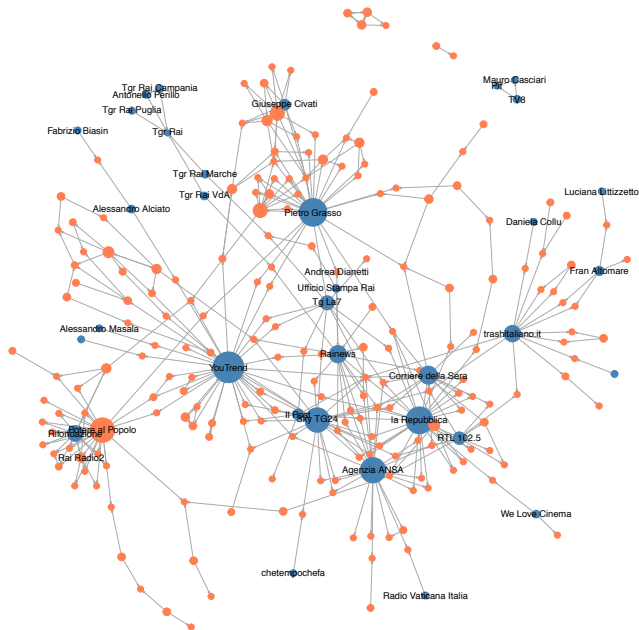 Mauro Casciari
Pif
TV8
Tgr Rai Campania
Antonello Perillo
Giuseppe Civati
Tgr Rai Puglia
Fabrizio Biasin
Tgr Rai
Tgr Rai Marche
Luciana Littizzetto
Tgr Rai VdA
Alessandro Alciato
Pietro Grasso
Daniela Collu
Andrea Dianetti
Fran Altomare
Ufficio Stampa Rai
Tg La7
Alessandro Masala
trashitaliano.it
Rainews
YouTrend
Corriere della Sera
Il Post
Sky TG24
la Repubblica
Potere al Popolo
Rifondazione
RTL 102.5
Rai Radio2
Agenzia ANSA
We Love Cinema
chetempochefa
Radio Vaticana Italia